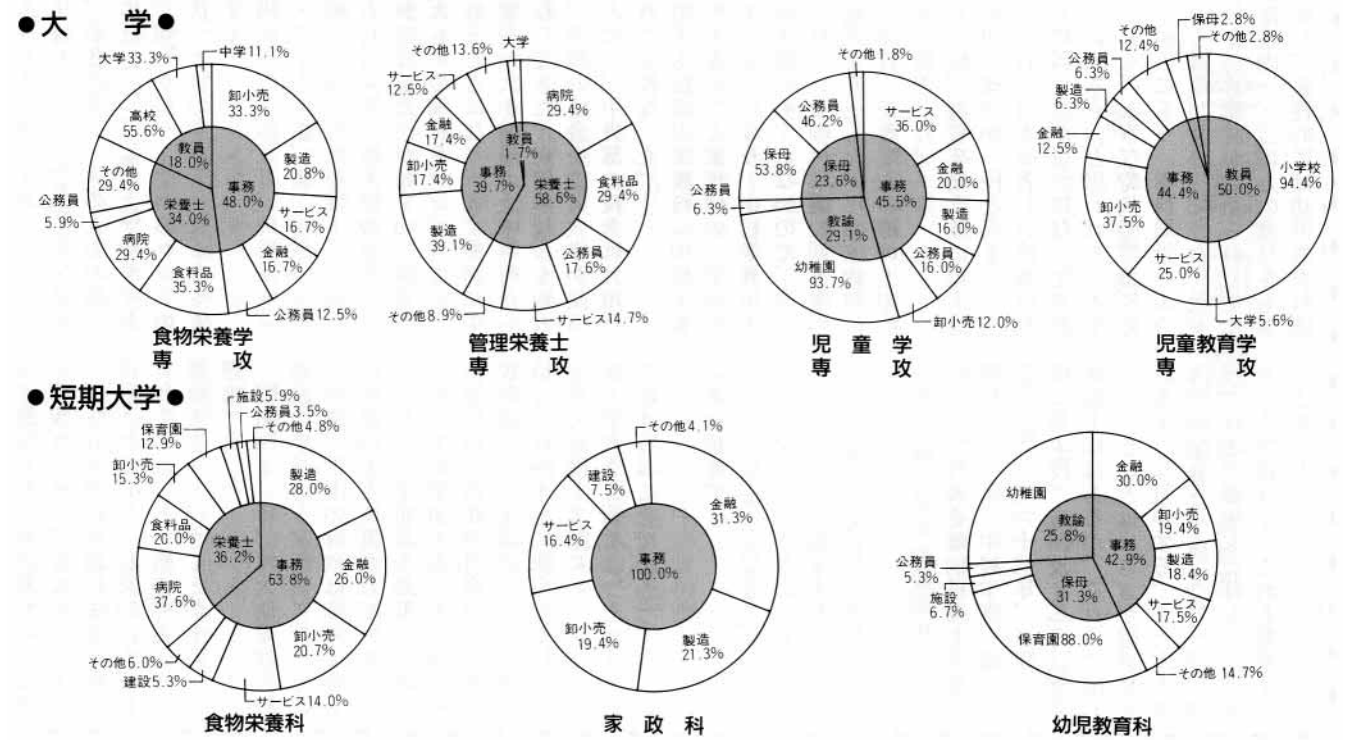 ●大　　学●
大学33.3%
中学11.1%
卸小売
33.3%
製造
20.8%
サービス
16.7%
金融
16.7%
公務員12.5%
食料品
35.3%
病院
29.4%
公務員
5.9%
その他
29.4%
高校
55.6%
教員
18.0%
事務
48.0%
栄養士
34.0%
食物栄養学
専　　攻
その他13.6%
大学
サービス
12.5%
金融
17.4%
卸小売
17.4%
製造
39.1%
その他8.9%
サービス14.7%
公務員
17.6%
食料品
29.4%
病院
29.4%
教員
1.7%
事務
39.7%
栄養士
58.6%
管理栄養士
専　　攻
その他1.8%
公務員
46.2%
保母
53.8%
公務員
6.3%
幼稚園
93.7%
卸小売12.0%
公務員
16.0%
製造
16.0%
金融
20.0%
サービス
36.0%
保母
23.6%
事務
45.5%
教諭
29.1%
児　童　学
専　　攻
保母2.8%
その他2.8%
その他
12.4%
公務員
6.3%
製造
6.3%
金融
12.5%
卸小売
37.5%
サービス
25.0%
大学5.6%
小学校
94.4%
事務
44.4%
教員
50.0%
児童教育学
専　　攻
●短期大学●
施設5.9%
公務員3.5%
その他4.8%
保育園
12.9%
卸小売
15.3%
食料品
20.0%
病院
37.6%
その他6.0%
建設5.3%
サービス14.0%
卸小売
20.7%
金融
26.0%
製造
28.0%
栄養士
36.2%
事務
63.8%
食物栄養科
その他4.1%
建設
7.5%
サービス
16.4%
卸小売
19.4%
製造
21.3%
金融
31.3%
事務
100.0%
家　政　科
幼稚園
公務員
5.3%
施設
6.7%
保育園88.0%
その他 14.7%
サービス
17.5%
製造
18.4%
卸小売
19.4%
金融
30.0%
教諭
25.8%
事務
42.9%
保母
31.3%
幼児教育科